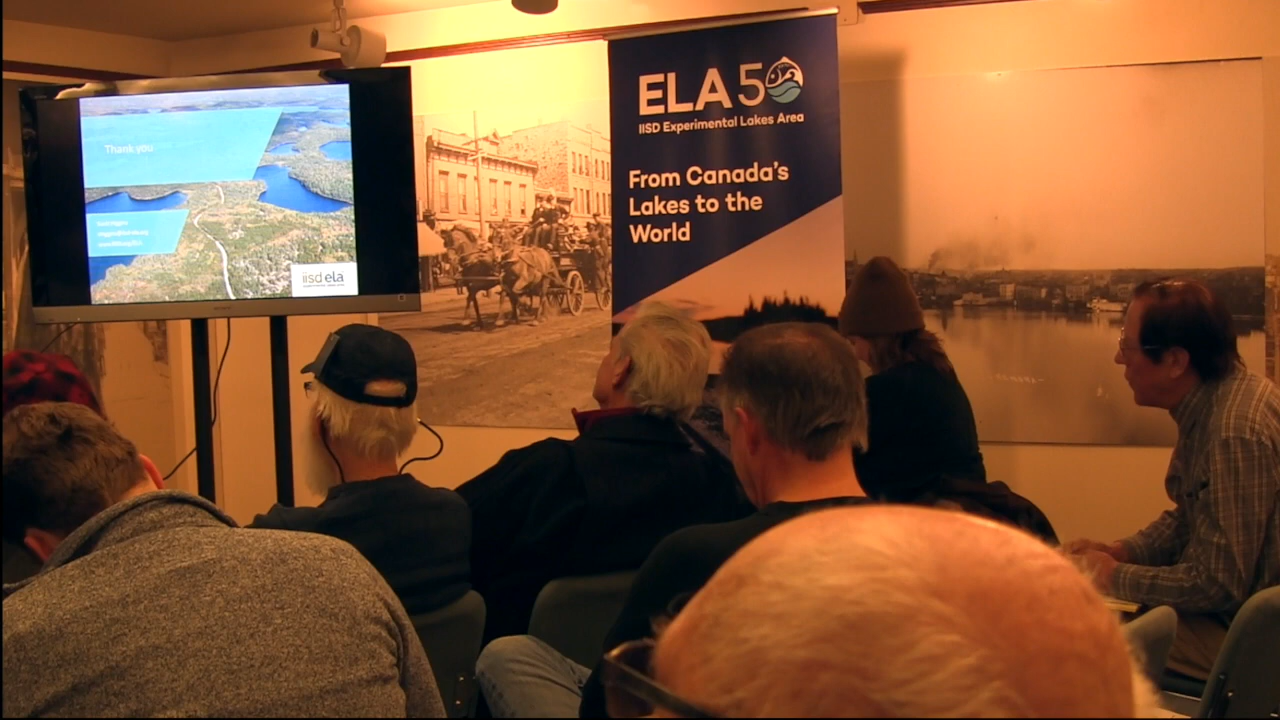 Thank you
iisd ela
ELA 50
IISD Experimental Lakes Area
From Canada's
Lakes to the
World